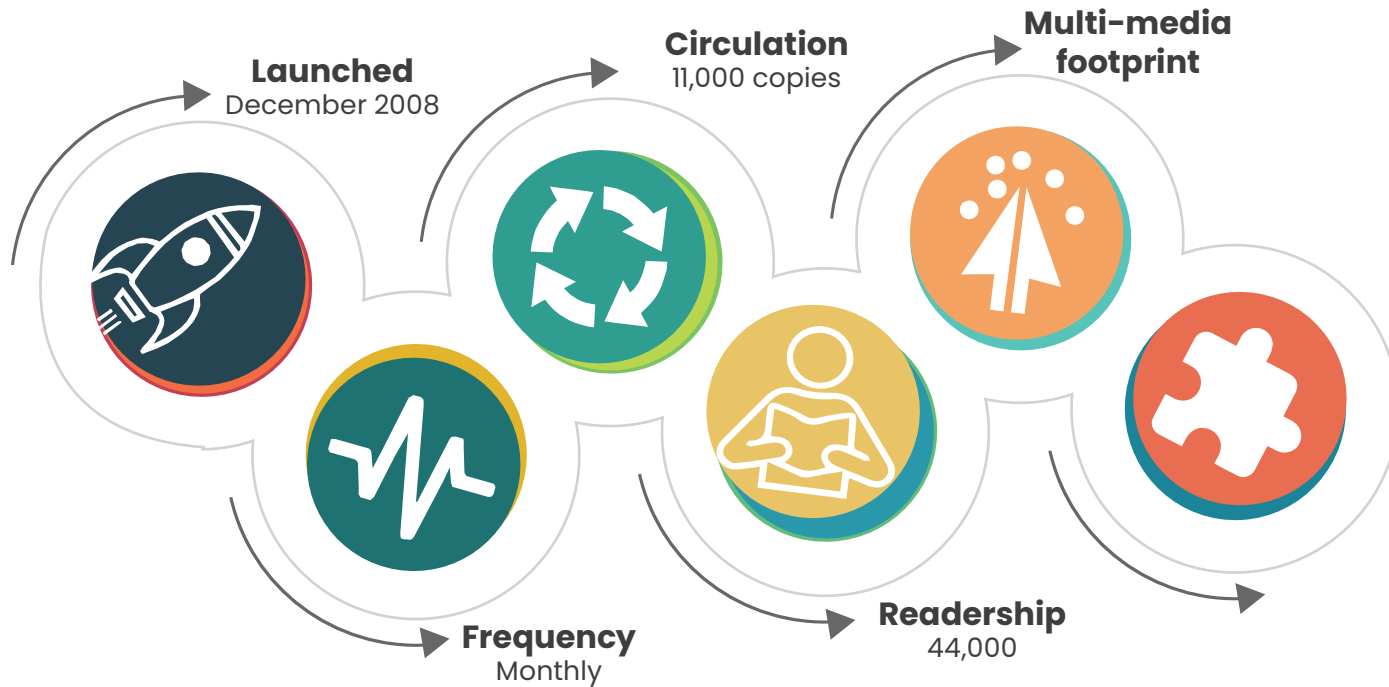 Launched
December 2008
Frequency
Monthly
Circulation
11,000 copies
Readership
44,000
Multi-media
footprint